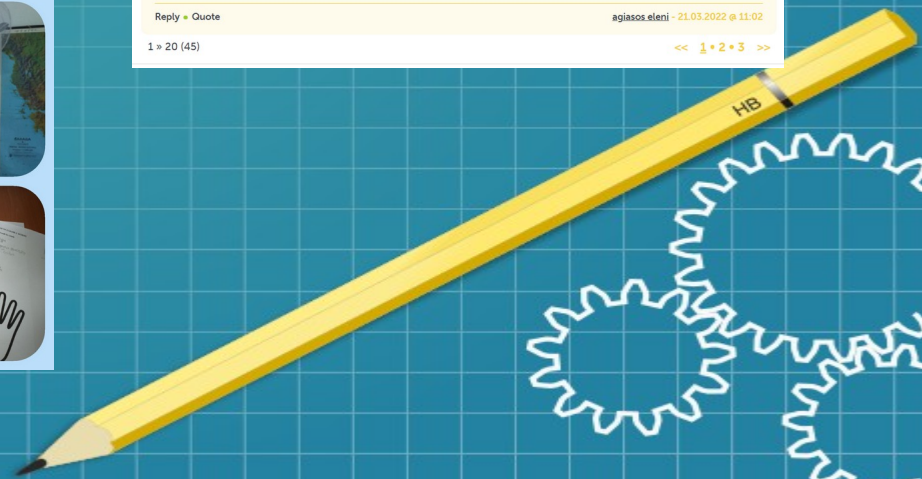 Reply • Quote
agiasos eleni - 21.03.2022 @ 11:02
1 » 20 (45)
<< 1 • 2 • 3 >>
HB